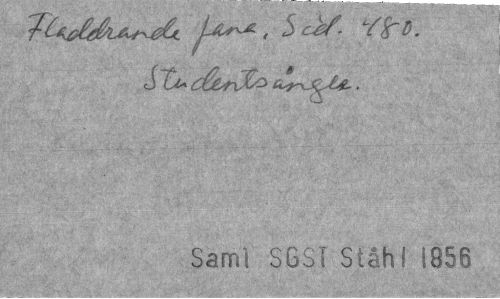 Fladdrande fana, Sid. 480.
Studentsånger.
Saml SGST Ståhl 1856